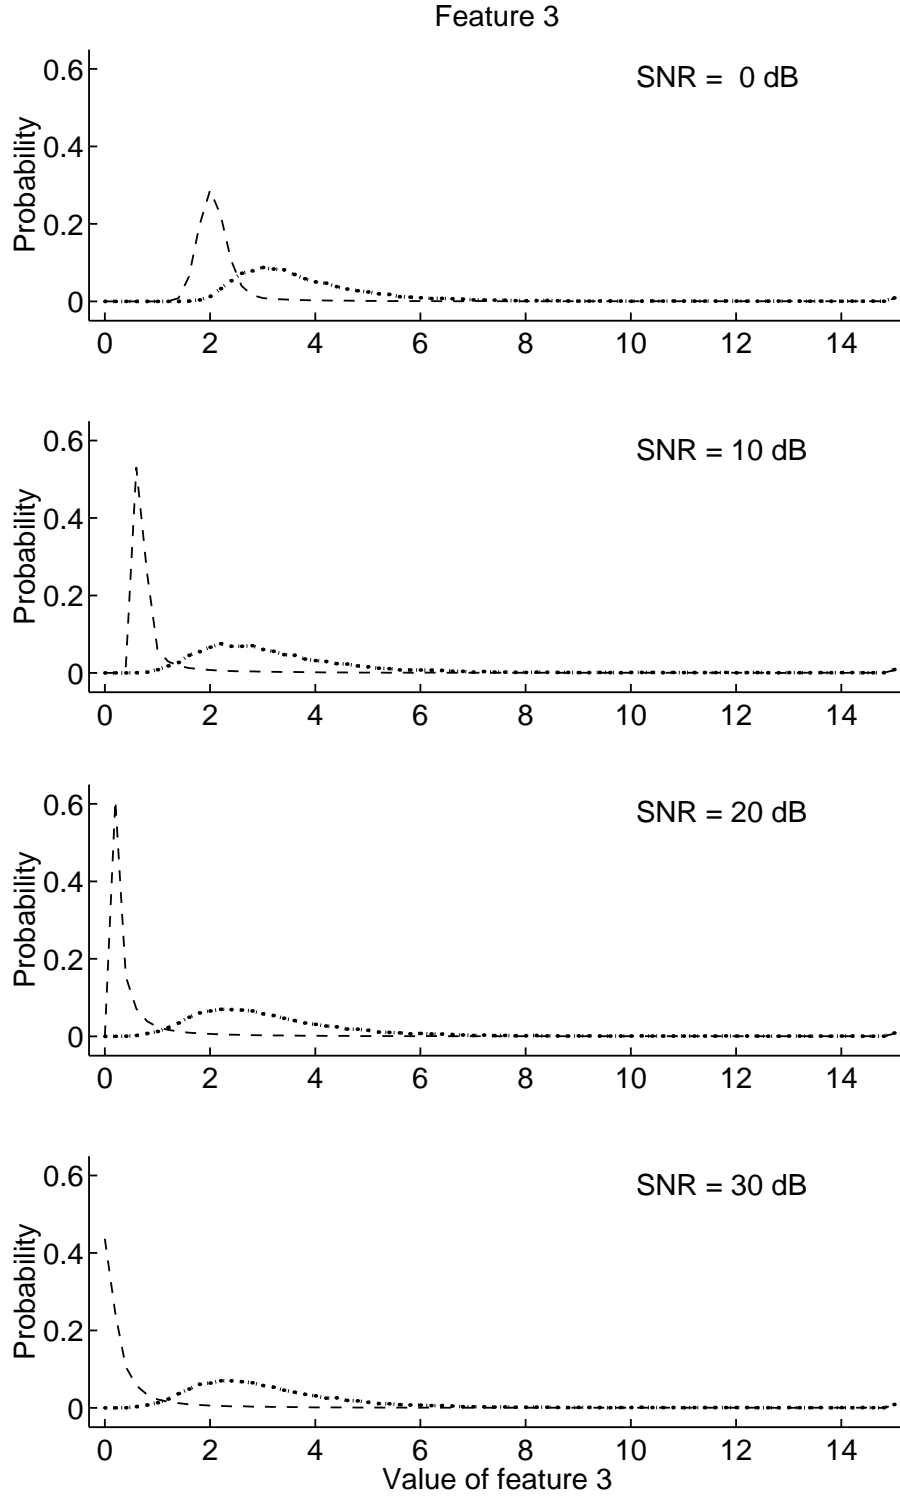 Feature 3
SNR = 0 dB
Probability
0.6
0.4
0.2
0
0 2 4 6 8 10 12 14
SNR = 10 dB
Probability
0.6
0.4
0.2
0
0 2 4 6 8 10 12 14
SNR = 20 dB
Probability
0.6
0.4
0.2
0
0 2 4 6 8 10 12 14
SNR = 30 dB
Probability
0.6
0.4
0.2
0
0 2 4 6 8 10 12 14
Value of feature 3